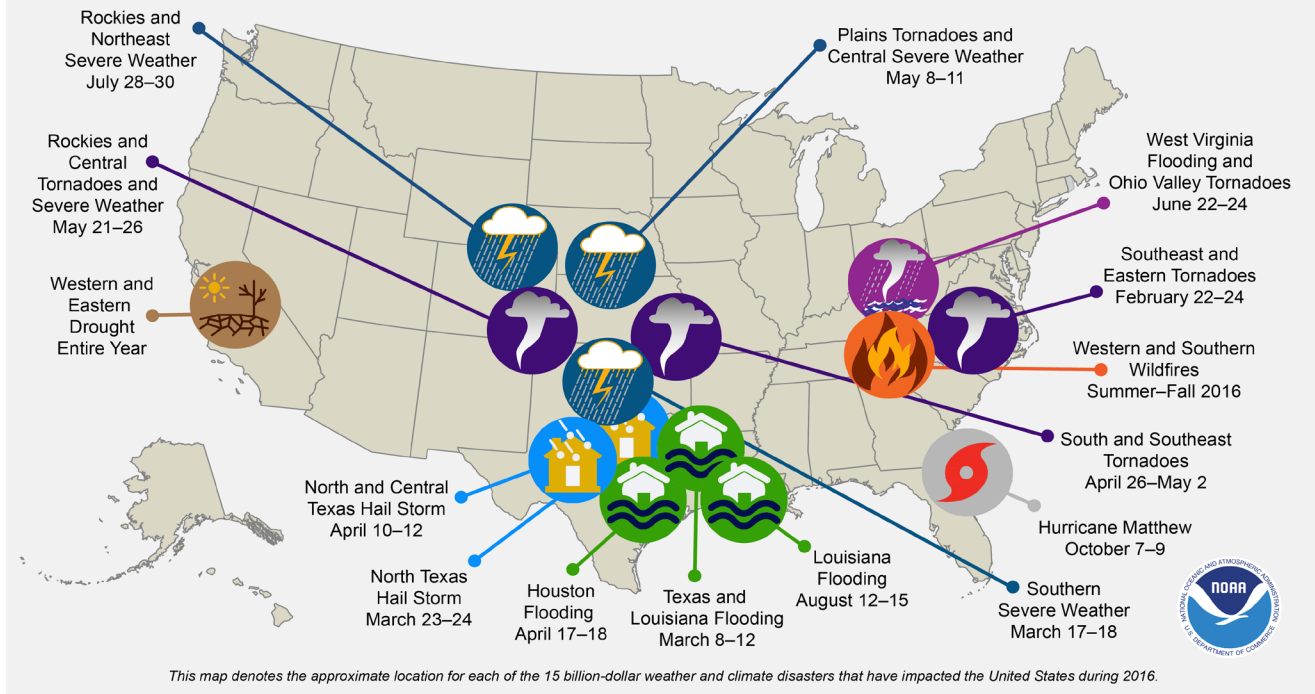 Rockies and
Northeast
Severe Weather
July 28–30
Plains Tornadoes and
Central Severe Weather
May 8–11
Rockies and
Central
Tornadoes and
Severe Weather
May 21–26
West Virginia
Flooding and
Ohio Valley Tornadoes
June 22–24
Southeast and
Eastern Tornadoes
February 22–24
Western and
Eastern
Drought
Entire Year
Western and Southern
Wildfires
Summer–Fall 2016
South and Southeast
Tornadoes
April 26–May 2
North and Central
Texas Hail Storm
April 10–12
Hurricane Matthew
October 7–9
North Texas
Hail Storm
March 23–24
Houston
Flooding
April 17–18
Texas and
Louisiana Flooding
March 8–12
Louisiana
Flooding
August 12–15
Southern
Severe Weather
March 17–18
NATIONAL OCEANIC AND ATMOSPHERIC ADMINISTRATION
NOAA
U.S. DEPARTMENT OF COMMERCE
This map denotes the approximate location for each of the 15 billion-dollar weather and climate disasters that have impacted the United States during 2016.